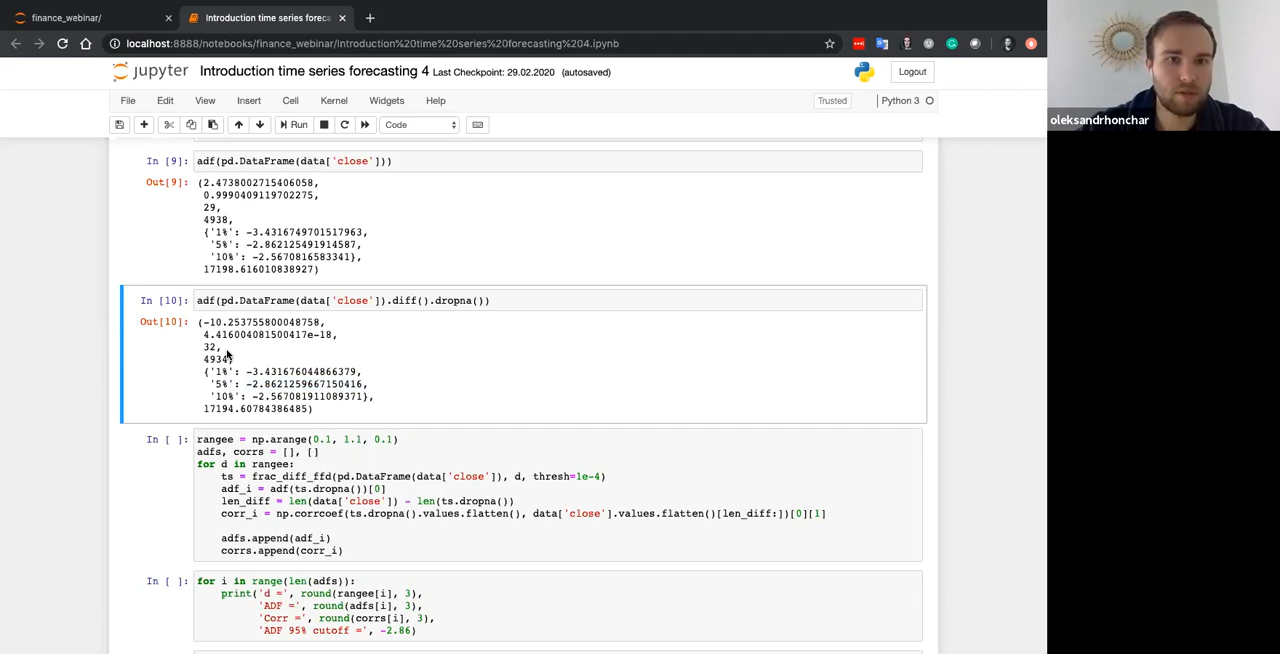 finance_webinar/
Introduction time series foreca
localhost:8888/notebooks/finance_webinar/Introduction%20time%20series%20forecasting%204.ipynb
jupyter Introduction time series forecasting 4 Last Checkpoint: 29.02.2020 (autosaved)
Logout
File Edit View Insert Cell Kernel Widgets Help
Trusted
Python 3
Run
Code
oleksandrhonchar
In [9]: adf(pd.DataFrame(data['close']))
Out[9]: (2.4738002715406058,
0.9990409119702275,
29,
4938,
{'1%': -3.4316749701517963,
'5%': -2.862125491914587,
'10%': -2.5670816583341},
17198.616010838927)
In [10]: adf(pd.DataFrame(data['close']).diff().dropna())
Out[10]: (-10.253755800048758,
4.416004081500417e-18,
32,
4934,
{'1%': -3.431676044866379,
'5%': -2.8621259667150416,
'10%': -2.567081911089371},
17194.60784386485)
In [ ]: rangee = np.arange(0.1, 1.1, 0.1)
adfs, corrs = [], []
for d in rangee:
ts = frac_diff_ffd(pd.DataFrame(data['close']), d, thresh=1e-4)
adf_i = adf(ts.dropna())[0]
len_diff = len(data['close']) - len(ts.dropna())
corr_i = np.corrcoef(ts.dropna().values.flatten(), data['close'].values.flatten()[len_diff:])[0][1]
adfs.append(adf_i)
corrs.append(corr_i)
In [ ]: for i in range(len(adfs)):
print('d =', round(rangee[i], 3),
'ADF =', round(adfs[i], 3),
'Corr =', round(corrs[i], 3),
'ADF 95% cutoff =', -2.86)